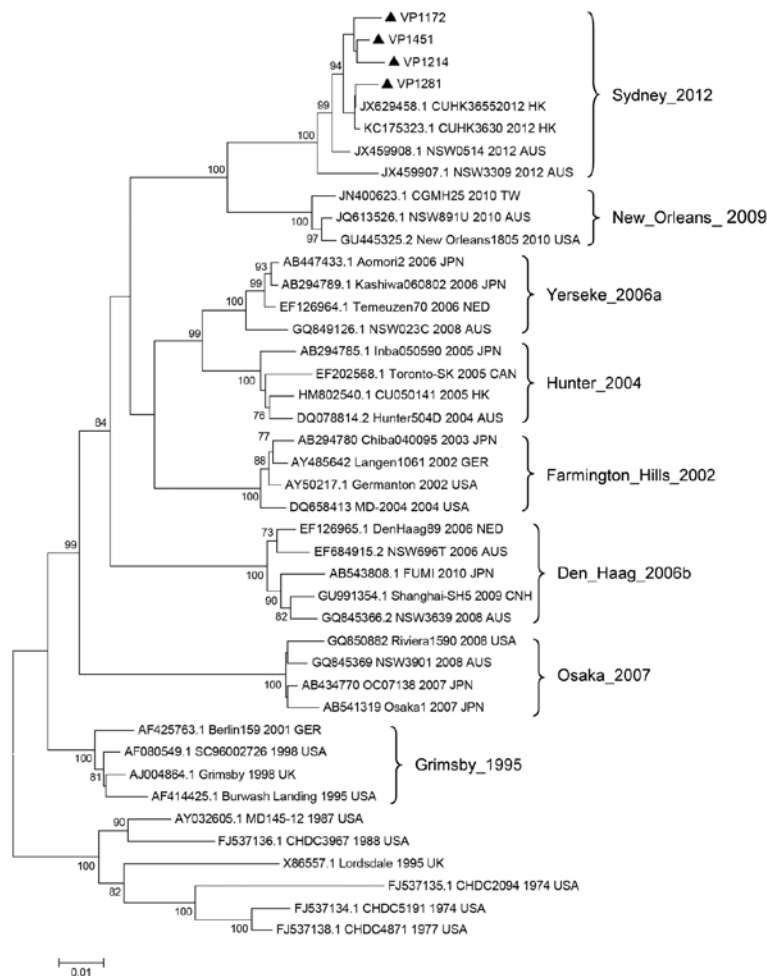 ▲ VP1172
▲ VP1451
94
▲ VP1214
▲ VP1281
Sydney_2012
99
JX629458.1 CUHK36552012 HK
KC175323.1 CUHK3630 2012 HK
100
JX459908.1 NSW0514 2012 AUS
JX459907.1 NSW3309 2012 AUS
100
JN400623.1 CGMH25 2010 TW
100
JQ613526.1 NSW891U 2010 AUS
New_Orleans_ 2009
97
GU445325.2 New Orleans1805 2010 USA
93
AB447433.1 Aomori2 2006 JPN
99
AB294789.1 Kashiwa060802 2006 JPN
Yerseke_2006a
100
EF126964.1 Temeuzen70 2006 NED
GQ849126.1 NSW023C 2008 AUS
99
AB294785.1 Inba050590 2005 JPN
100
EF202568.1 Toronto-SK 2005 CAN
Hunter_2004
HM802540.1 CU050141 2005 HK
76
DQ078814.2 Hunter504D 2004 AUS
84
77
AB294780 Chiba040095 2003 JPN
88
AY485642 Langen1061 2002 GER
Farmington_Hills_2002
AY50217.1 Germanton 2002 USA
100
DQ658413 MD-2004 2004 USA
73
EF126965.1 DenHaag89 2006 NED
EF684915.2 NSW696T 2006 AUS
99
100
AB543808.1 FUMI 2010 JPN
Den_Haag_2006b
90
GU991354.1 Shanghai-SH5 2009 CNH
82
GQ845366.2 NSW3639 2008 AUS
GQ850882 Riviera1590 2008 USA
GQ845369 NSW3901 2008 AUS
Osaka_2007
100
AB434770 OC07138 2007 JPN
AB541319 Osaka1 2007 JPN
AF425763.1 Berlin159 2001 GER
100
AF080549.1 SC96002726 1998 USA
Grimsby_1995
81
AJ004864.1 Grimsby 1998 UK
AF414425.1 Burwash Landing 1995 USA
90
AY032605.1 MD145-12 1987 USA
FJ537136.1 CHDC3967 1988 USA
100
X86557.1 Lordsdale 1995 UK
82
FJ537135.1 CHDC2094 1974 USA
100
FJ537134.1 CHDC5191 1974 USA
100
FJ537138.1 CHDC4871 1977 USA
0.01